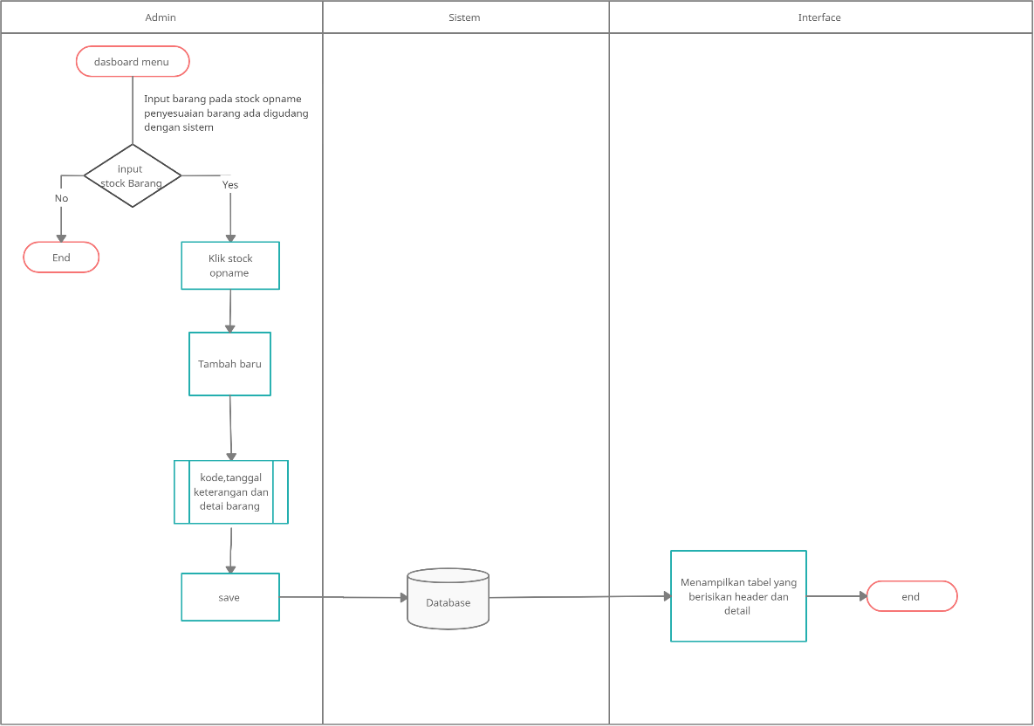 Admin
Sistem
Interface
dasboard menu
Input barang pada stock opname
penyesuaian barang ada digudang
dengan sistem
input
stock Barang
No
Yes
End
Klik stock
opname
Tambah baru
kode,tanggal
keterangan dan
detai barang
save
Database
Menampilkan tabel yang
berisikan header dan
detail
end